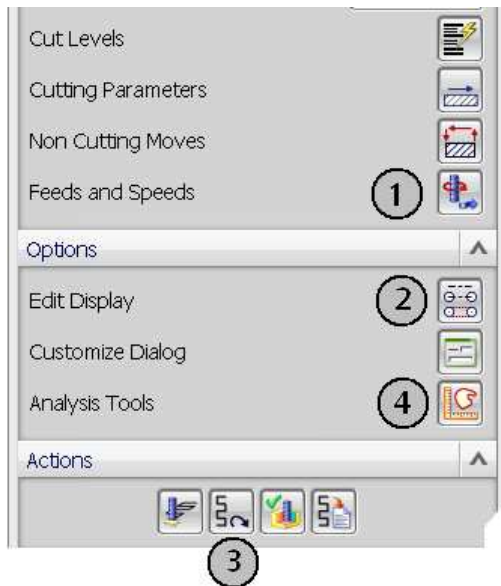 Cut Levels
Cutting Parameters
Non Cutting Moves
Feeds and Speeds 1
Options
Edit Display 2
Customize Dialog
Analysis Tools 4
Actions
3